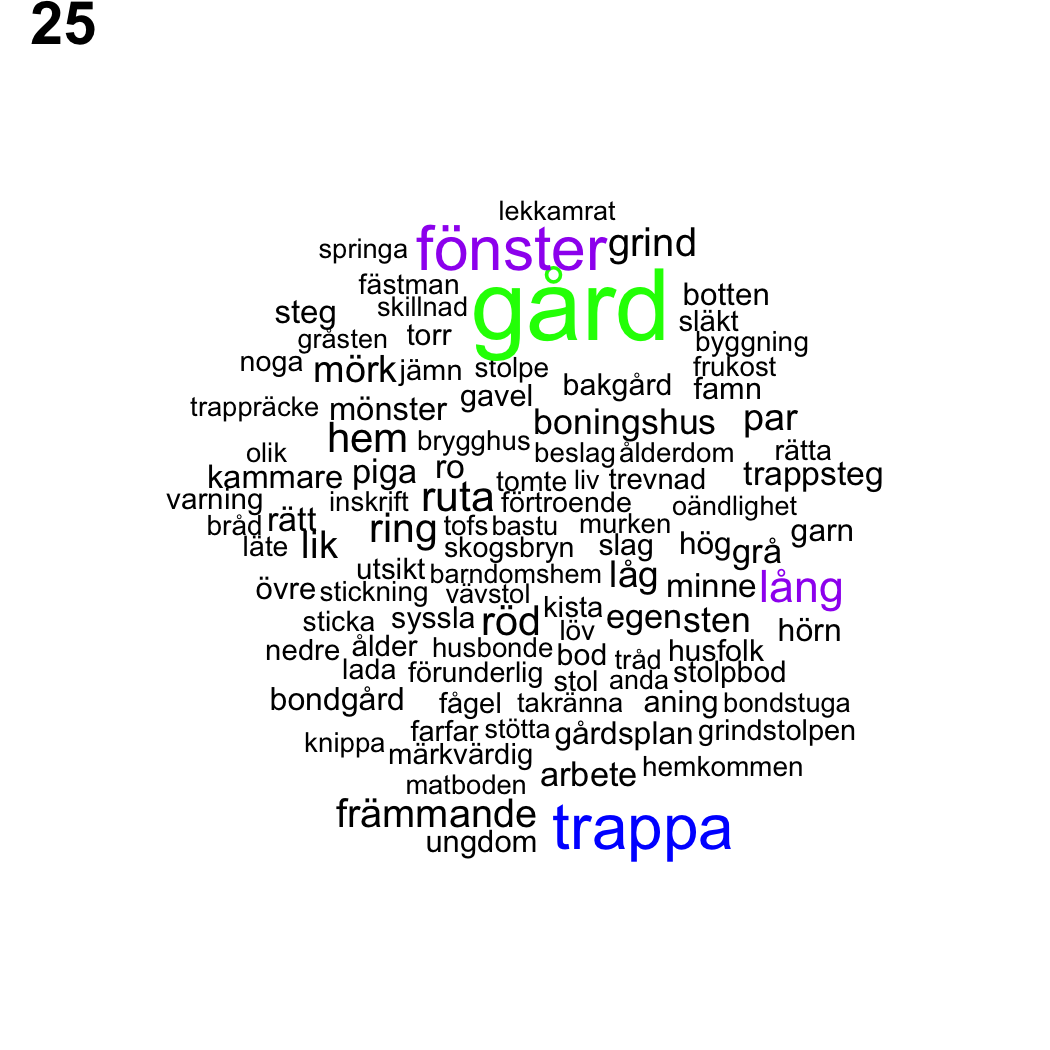 25
lekkamrat
springa fönster grind
fästman
steg skillnad gård botten
gråsten torr släkt
byggning
noga mörk jämn stolpe bakgård frukost
trappräcke mönster gavel famn
boningshus par
hem brygghus
olik beslag ålderdom rätta
kammare piga ro tomte liv trevnad trappsteg
varning inskrift ruta förtroende oändlighet
bråd rätt ring tofs bastu murken garn
läte lik skogsbryn slag hög grå
utsikt barndomshem låg minne lång
övre stickning vävstol
sticka syssla röd kista egen sten hörn
löv
nedre ålder husbonde bod tråd husfolk
lada förunderlig stol anda stolpbod
bondgård fågel takränna aning bondstuga
knippa farfar stötta gårdsplan grindstolpen
märkvärdig
matboden arbete hemkommen
främmande trappa
ungdom